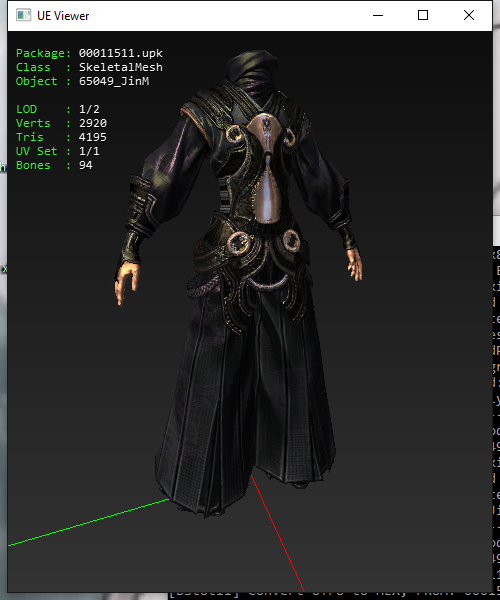 UE Viewer
Package: 00011511.upk
Class : SkeletalMesh
Object : 65049_JinM
LOD : 1/2
Verts : 2920
Tris : 4195
UV Set : 1/1
Bones : 94